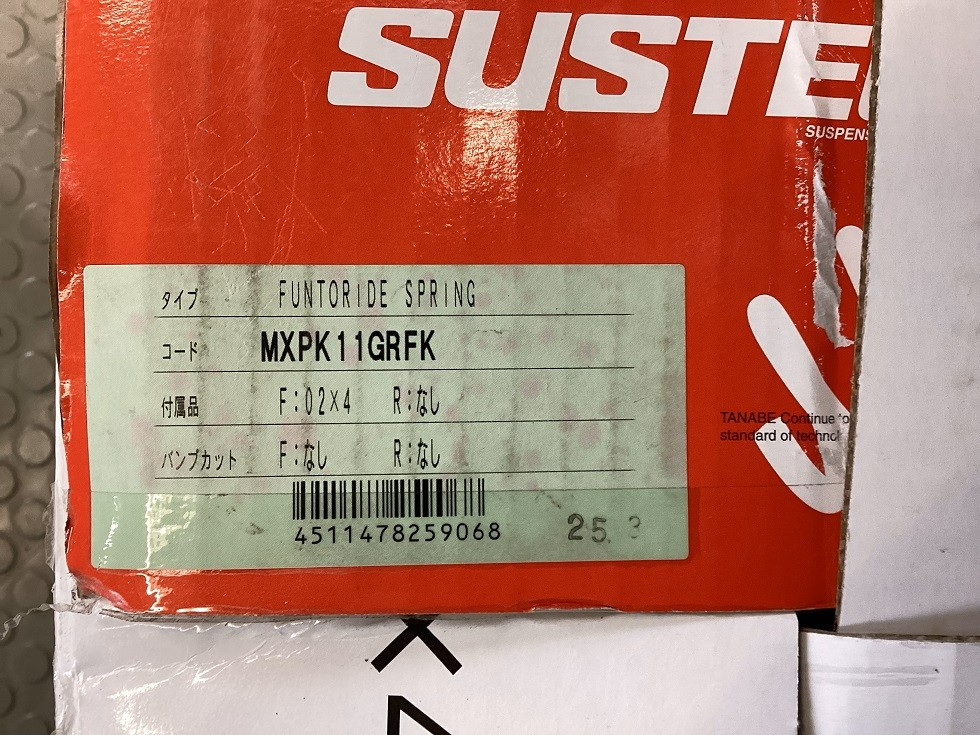 SUSTE
SUSPENS
タイプ FUNTORIDE SPRING
コード MXPK11GRFK
付属品 F:02×4 R:なし
バンプカット F:なし R:なし
4511478259068
25. 3
TANABE Continue
standard of